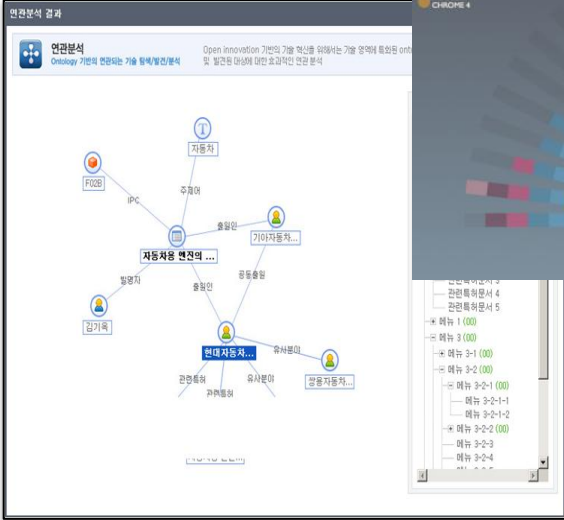 연관분석 결과
CHROME 4
연관분석
Ontology 기반의 연관되는 기술 탐색/발견/분석
Open innovation 기반의 기술 혁신을 위해서는 기술 영역에 특화된 ont
및 발견된 대상에 대한 효과적인 연관 분석
자동차
F02B
IPC
주제어
출원인
기아자동차...
자동차용 엔진의 ...
발명자
출원인
공동출원
김기옥
현대자동차...
유사분야
쌍용자동차...
관련특허
유사분야
관련특허
관련특허문서 4
관련특허문서 5
메뉴 1 (00)
메뉴 3 (00)
메뉴 3-1 (00)
메뉴 3-2 (00)
메뉴 3-2-1 (00)
메뉴 3-2-1-1
메뉴 3-2-1-2
메뉴 3-2-2 (00)
메뉴 3-2-3
메뉴 3-2-4